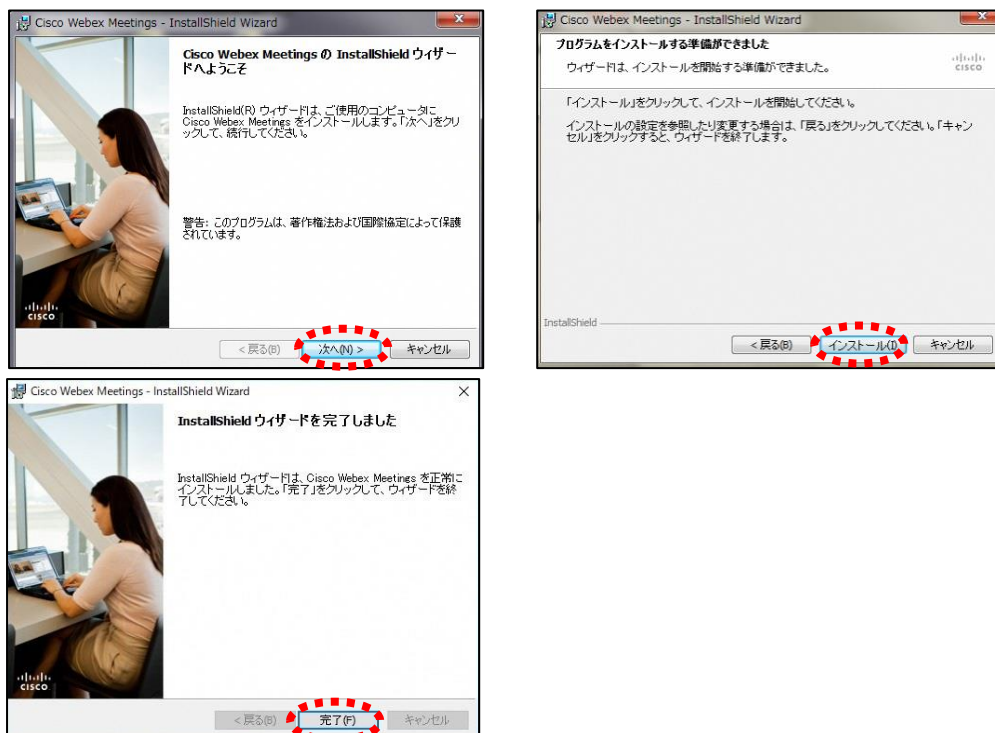 Cisco Webex Meetings - InstallShield Wizard
Cisco Webex Meetings の InstallShield ウィザー
ドへようこそ
InstallShield(R) ウィザードは、ご使用のコンピュータに
Cisco Webex Meetings をインストールします。「次へ」をクリ
ックして、続行してください。
警告: このプログラムは、著作権法および国際協定によって保護
されています。
CISCO
< 戻る(B)
次へ(N) >
キャンセル
Cisco Webex Meetings - InstallShield Wizard
プログラムをインストールする準備ができました
ウィザードは、インストールを開始する準備ができました。
CISCO
「インストール」をクリックして、インストールを開始してください。
インストールの設定を参照したり変更する場合は、「戻る」をクリックしてください。「キャン
セル」をクリックすると、ウィザードを終了します。
InstallShield
< 戻る(B)
インストール(I)
キャンセル
Cisco Webex Meetings - InstallShield Wizard
InstallShield ウィザードを完了しました
InstallShield ウィザードは、Cisco Webex Meetings を正常に
インストールしました。「完了」をクリックして、ウィザードを終
了してください。
CISCO
< 戻る(B)
完了(F)
キャンセル